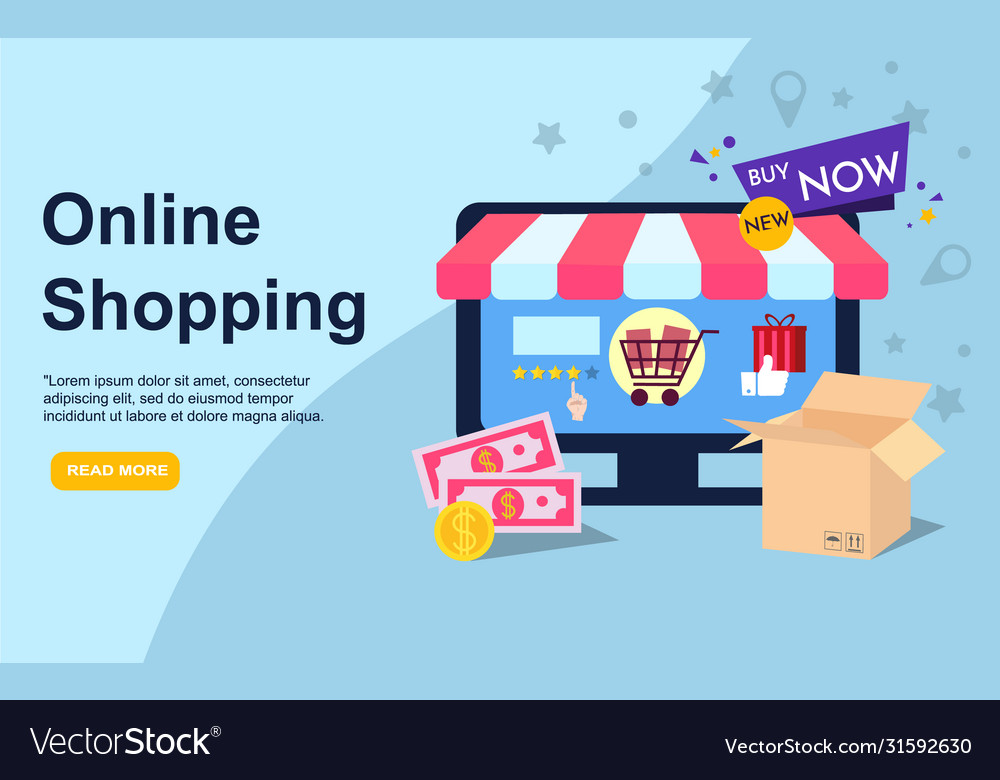 Online
Shopping
"Lorem ipsum dolor sit amet, consectetur
adipiscing elit, sed do eiusmod tempor
incididunt ut labore et dolore magna aliqua.
READ MORE
BUY NOW
NEW
$
$
$
VectorStock®
VectorStock.com/31592630